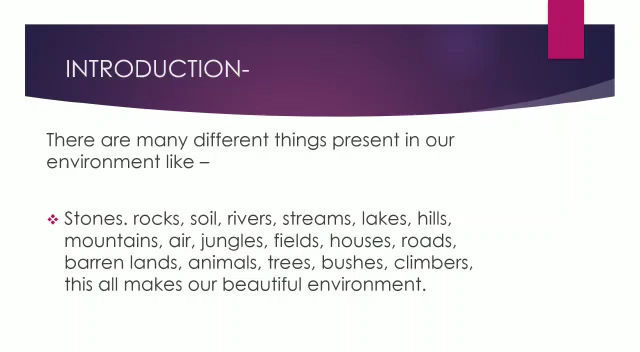 INTRODUCTION-
There are many different things present in our
environment like –
❖ Stones. rocks, soil, rivers, streams, lakes, hills,
mountains, air, jungles, fields, houses, roads,
barren lands, animals, trees, bushes, climbers,
this all makes our beautiful environment.